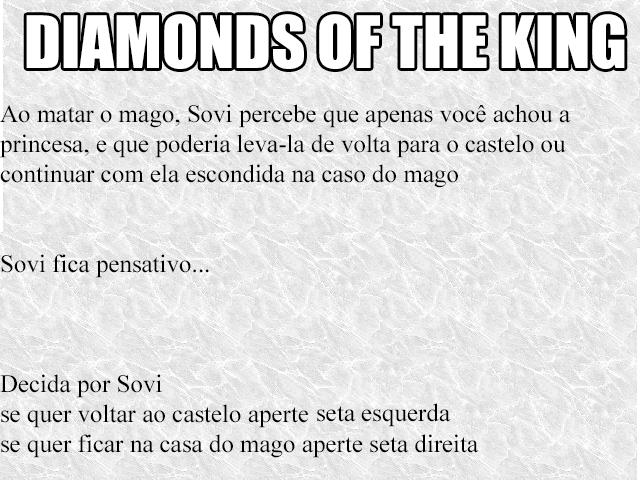 DIAMONDS OF THE KING
Ao matar o mago, Sovi percebe que apenas você achou a
princesa, e que poderia leva-la de volta para o castelo ou
continuar com ela escondida na caso do mago
Sovi fica pensativo...
Decida por Sovi
se quer voltar ao castelo aperte seta esquerda
se quer ficar na casa do mago aperte seta direita